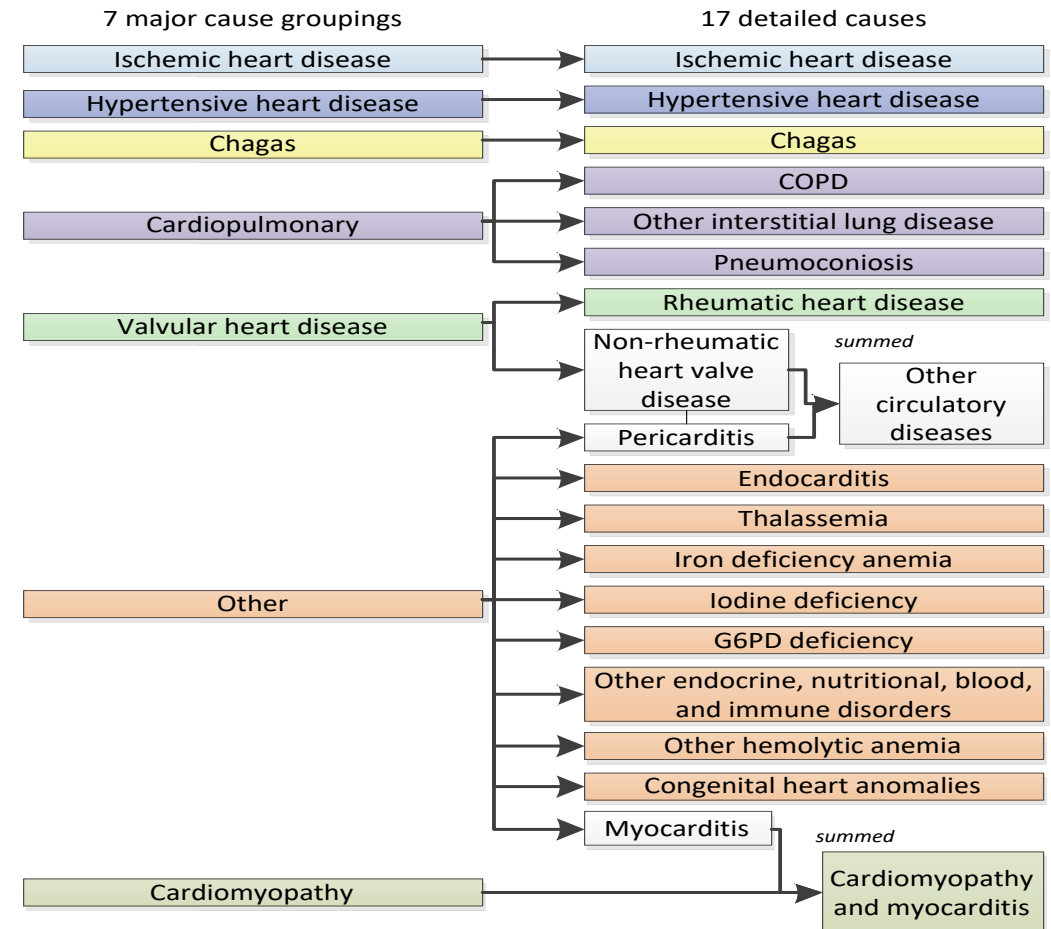 7 major cause groupings
17 detailed causes
Ischemic heart disease
Ischemic heart disease
Hypertensive heart disease
Hypertensive heart disease
Chagas
Chagas
Cardiopulmonary
COPD
Other interstitial lung disease
Pneumoconiosis
Valvular heart disease
Rheumatic heart disease
Non-rheumatic
heart valve
disease
summed
Other
circulatory
diseases
Pericarditis
Other
Endocarditis
Thalassemia
Iron deficiency anemia
Iodine deficiency
G6PD deficiency
Other endocrine, nutritional, blood,
and immune disorders
Other hemolytic anemia
Congenital heart anomalies
Myocarditis
summed
Cardiomyopathy
Cardiomyopathy
and myocarditis